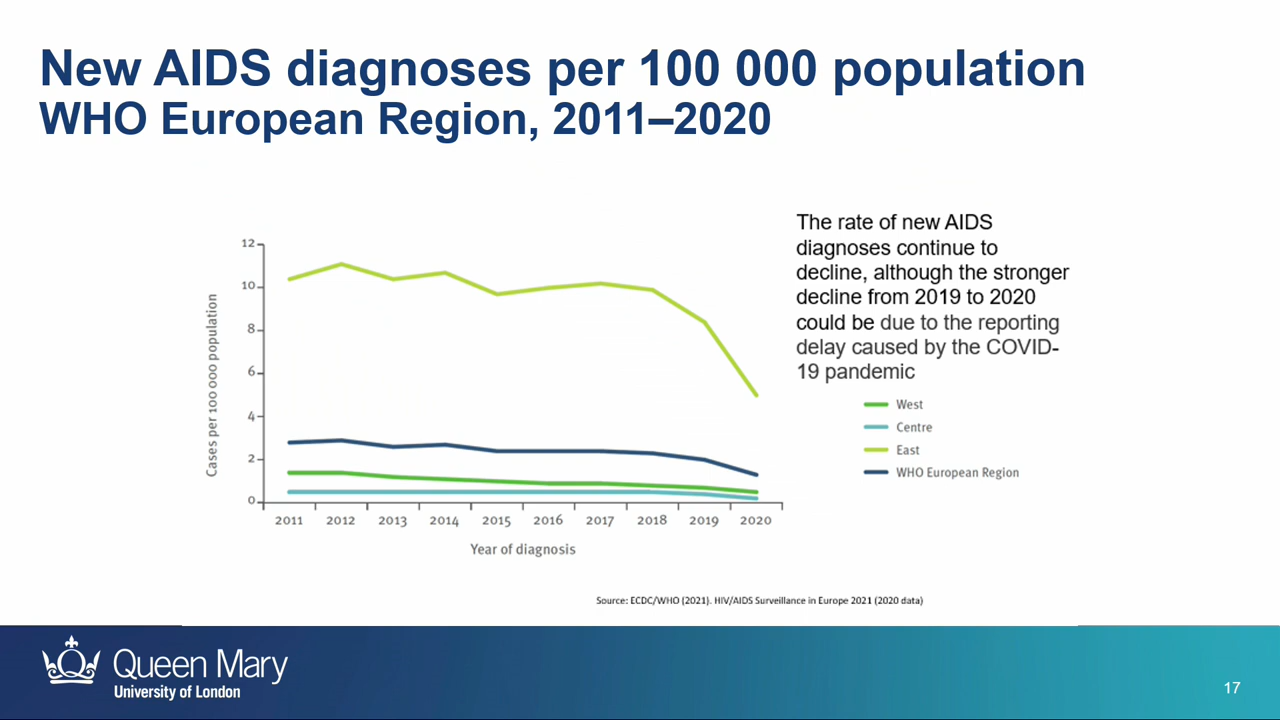 New AIDS diagnoses per 100 000 population
WHO European Region, 2011–2020
The rate of new AIDS
diagnoses continue to
decline, although the stronger
decline from 2019 to 2020
could be due to the reporting
delay caused by the COVID-
19 pandemic
12
10
8
6
4
2
0
Cases per 100 000 population
2011 2012 2013 2014 2015 2016 2017 2018 2019 2020
Year of diagnosis
West
Centre
East
WHO European Region
Source: ECDC/WHO (2021). HIV/AIDS Surveillance in Europe 2021 (2020 data)
Queen Mary
University of London
17